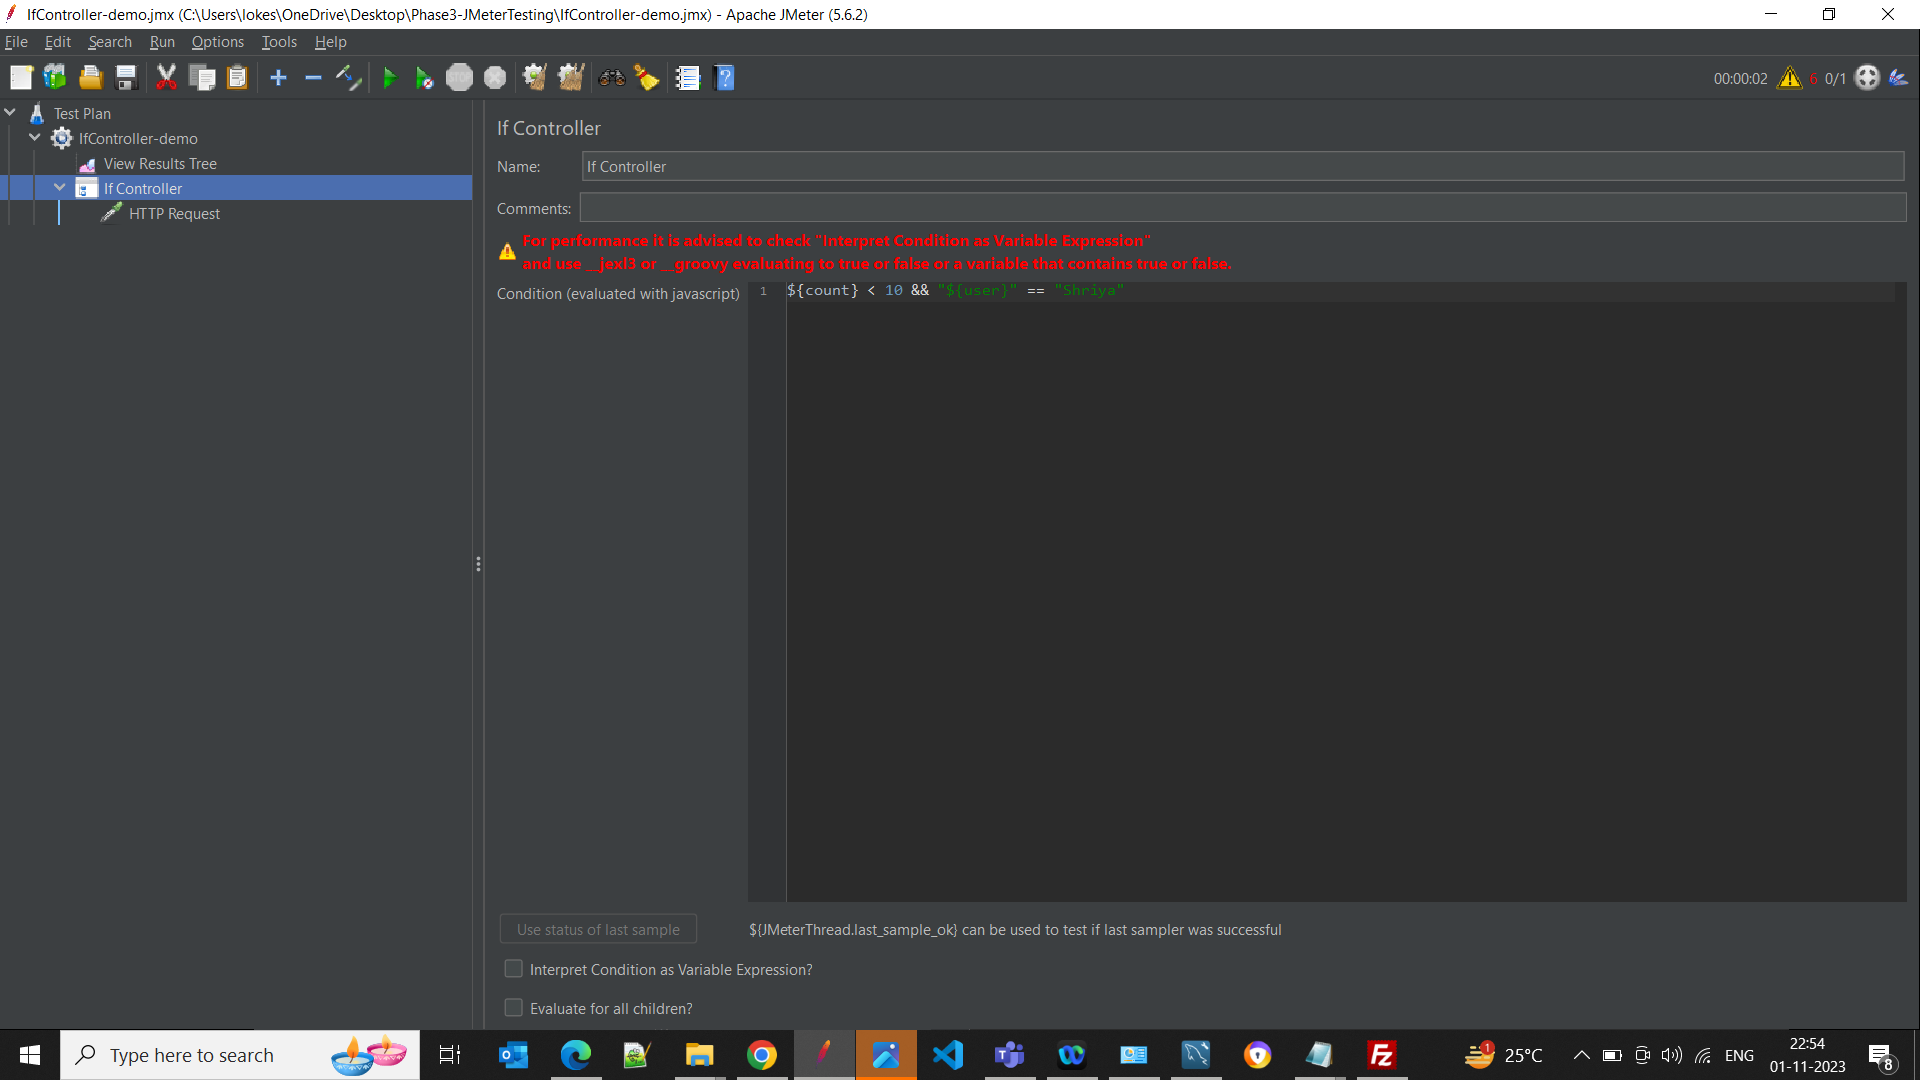 IfController-demo.jmx (C:\Users\lokes\OneDrive\Desktop\Phase3-JMeterTesting\IfController-demo.jmx) - Apache JMeter (5.6.2)
File Edit Search Run Options Tools Help
STOP
00:00:02 6 0/1
Test Plan
IfController-demo
View Results Tree
If Controller
HTTP Request
If Controller
Name: If Controller
Comments:
For performance it is advised to check "Interpret Condition as Variable Expression"
and use __jexl3 or __groovy evaluating to true or false or a variable that contains true or false.
Condition (evaluated with javascript)
1 ${count} < 10 && "${user}" == "Shriya"
Use status of last sample ${JMeterThread.last_sample_ok} can be used to test if last sampler was successful
Interpret Condition as Variable Expression?
Evaluate for all children?
Type here to search
1 25°C ENG
22:54
01-11-2023
8